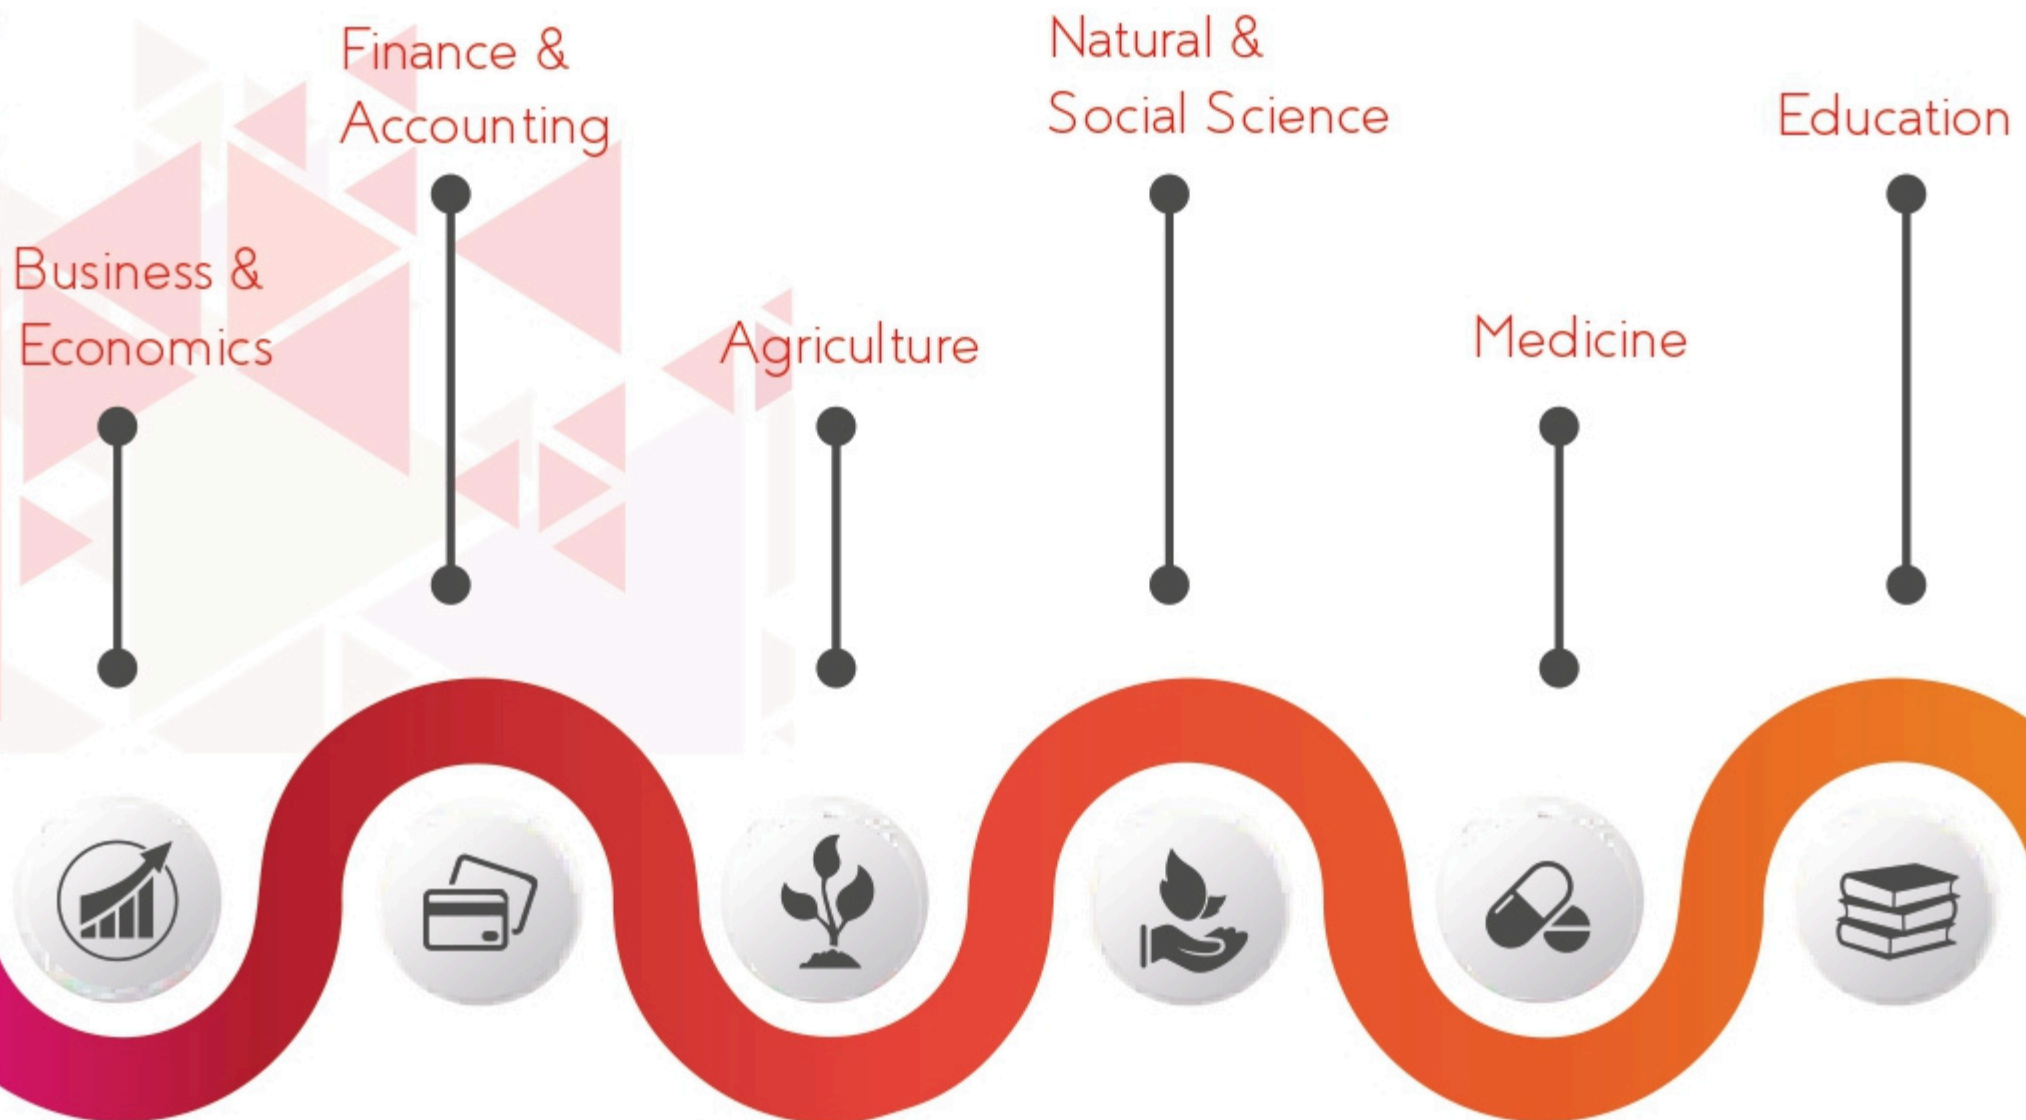 Finance &
Accounting
Natural &
Social Science
Education
Business &
Economics
Agriculture
Medicine